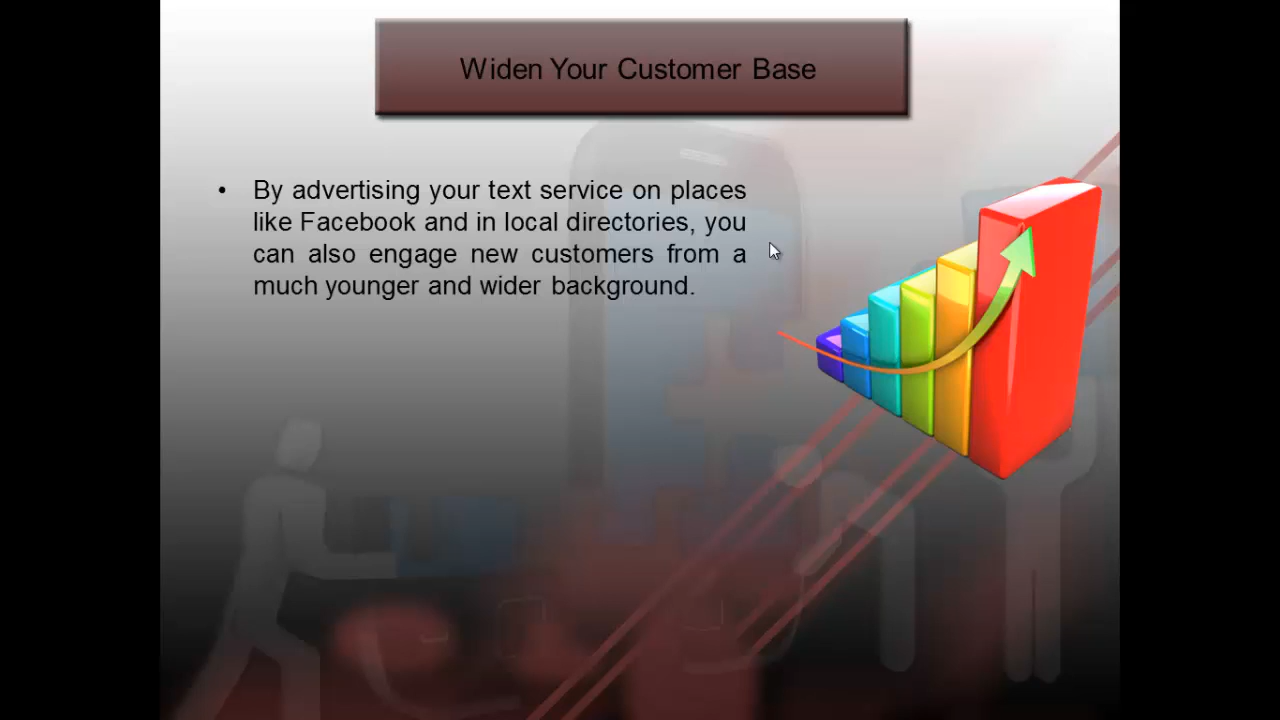 Widen Your Customer Base
• By advertising your text service on places
like Facebook and in local directories, you
can also engage new customers from a
much younger and wider background.